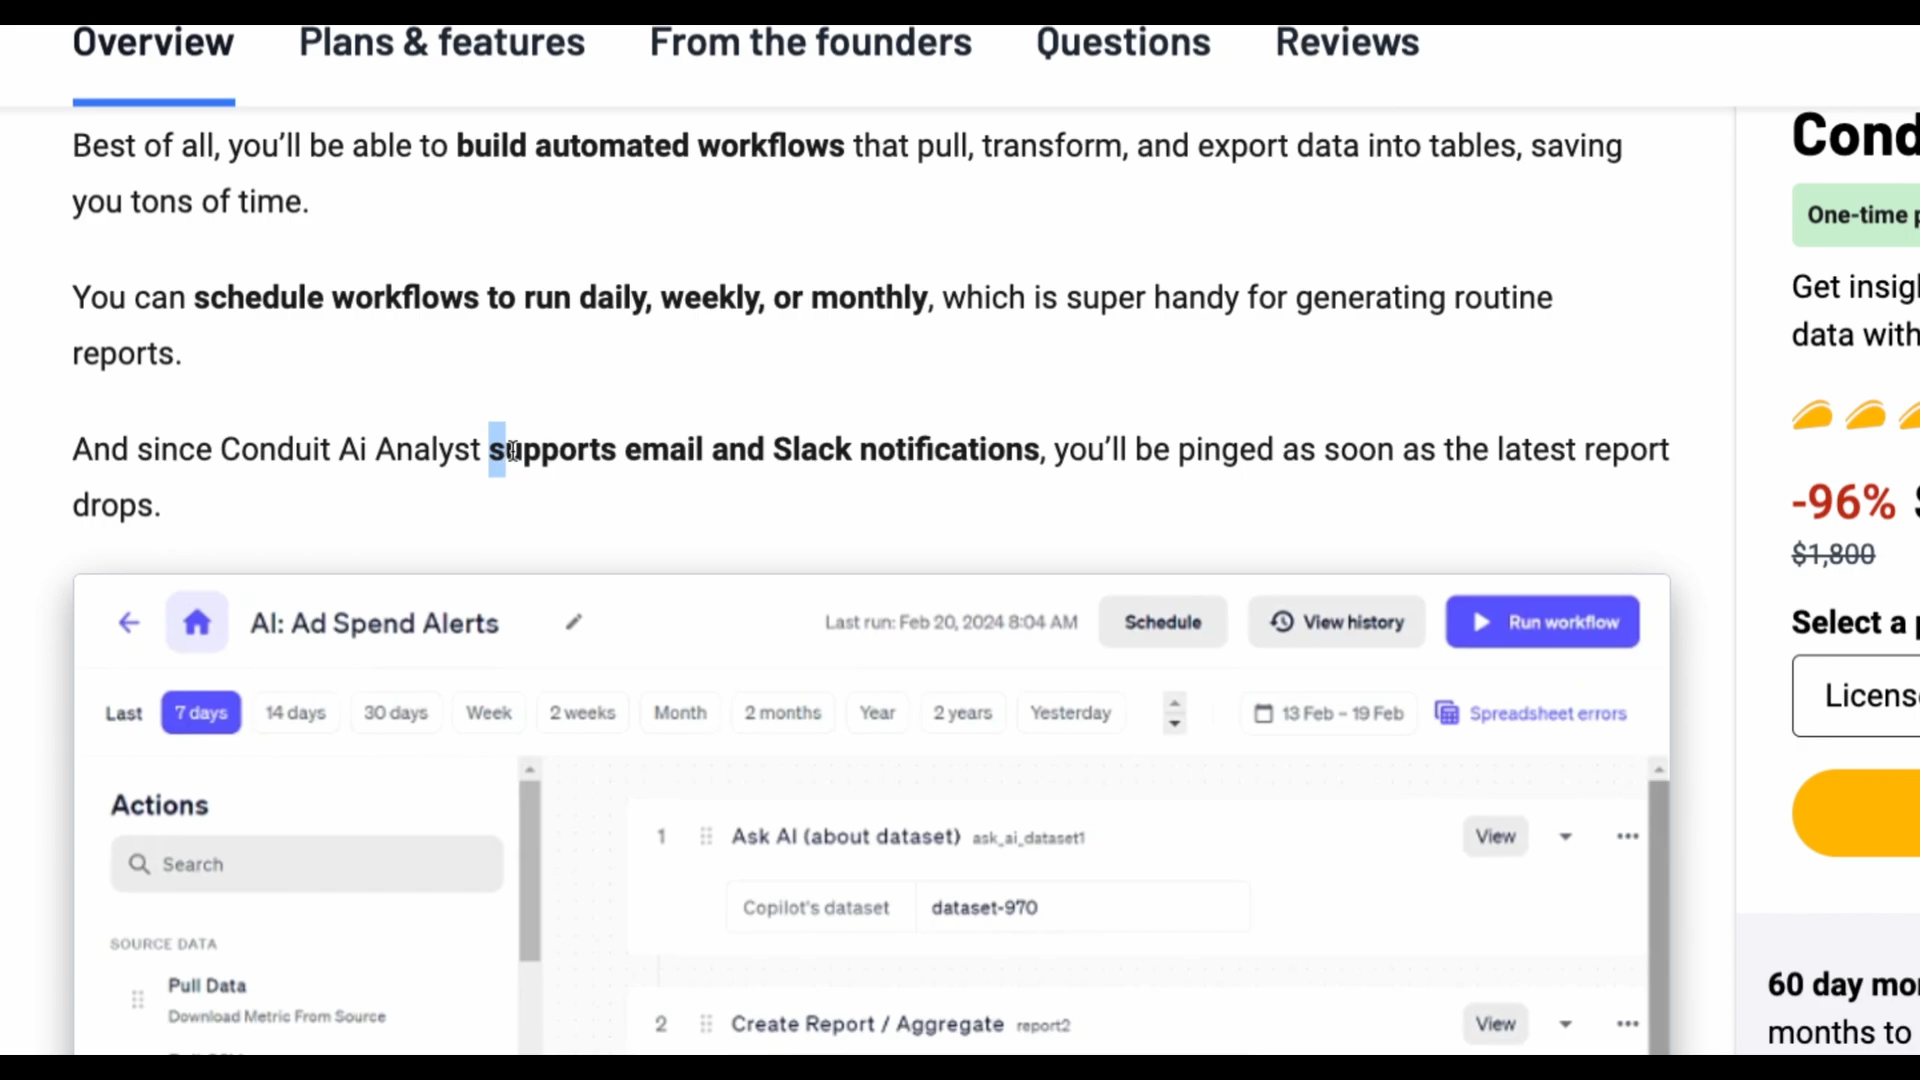 Overview Plans & features From the founders Questions Reviews
Best of all, you’ll be able to build automated workflows that pull, transform, and export data into tables, saving
you tons of time.
You can schedule workflows to run daily, weekly, or monthly, which is super handy for generating routine
reports.
And since Conduit Ai Analyst supports email and Slack notifications, you’ll be pinged as soon as the latest report
drops.
AI: Ad Spend Alerts Last run: Feb 20, 2024 8:04 AM Schedule View history Run workflow
Last 7 days 14 days 30 days Week 2 weeks Month 2 months Year 2 years Yesterday 13 Feb – 19 Feb Spreadsheet errors
Actions
Search
SOURCE DATA
Pull Data
Download Metric From Source
1 Ask AI (about dataset) ask_ai_dataset1 View
Copilot's dataset dataset-970
2 Create Report / Aggregate report2 View
Cond
One-time
Get insig
data with
-96%
$1,800
Select a
Licens
60 day mo
months to